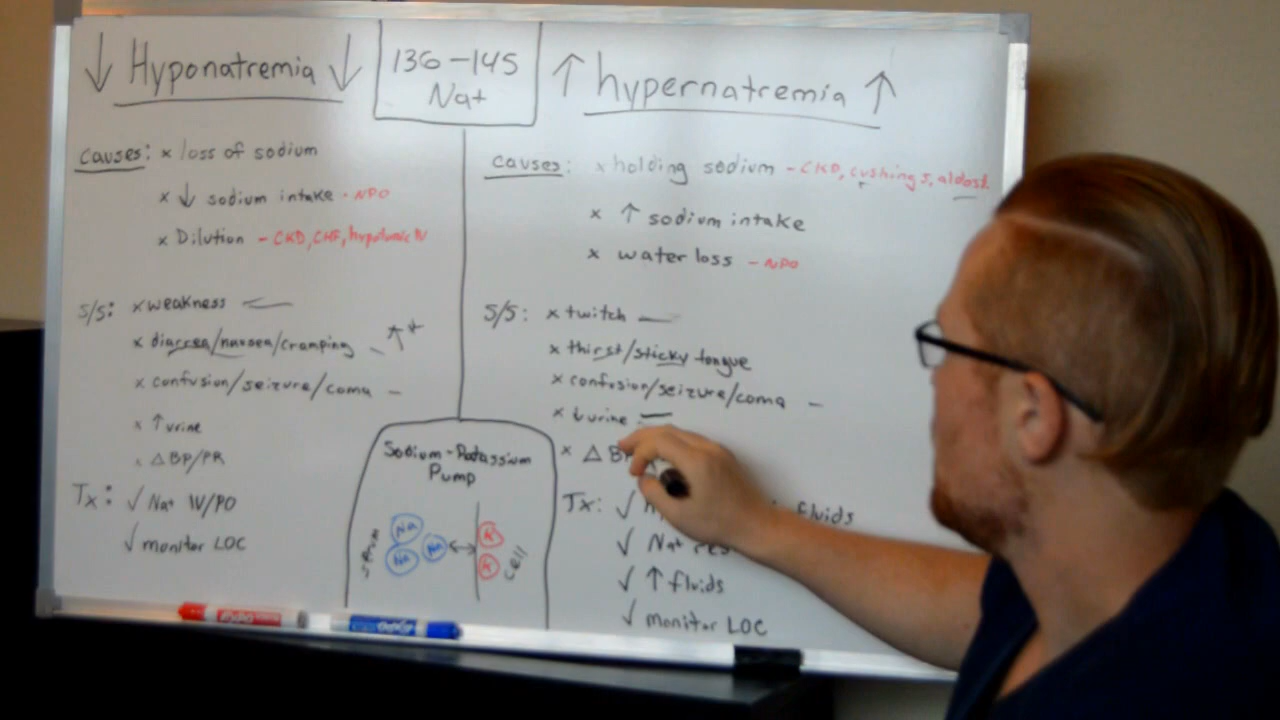 ↓ Hyponatremia ↓
136-145
Na+
↑ hypernatremia ↑
causes: x loss of sodium
x ↓ sodium intake - NPO
x Dilution - CKD, CHF, hypotonic IV
S/S: x weakness
x diarrea/nausea/cramping
x confusion/seizure/coma -
x ↑ urine
x △ BP/PR
Tx: √ Na+ IV/PO
√ monitor LOC
Sodium-Potassium
Pump
Na
Na
Na
K
K
cell
causes: x holding sodium - CKD, cushing's, aldost.
x ↑ sodium intake
x water loss - NPO
S/S: x twitch
x thirst/sticky tongue
x confusion/seizure/coma -
x ↓ urine
x △
Tx: √ fluids
√ Na+
√ ↑ fluids
√ monitor LOC
EXPO
EXPO